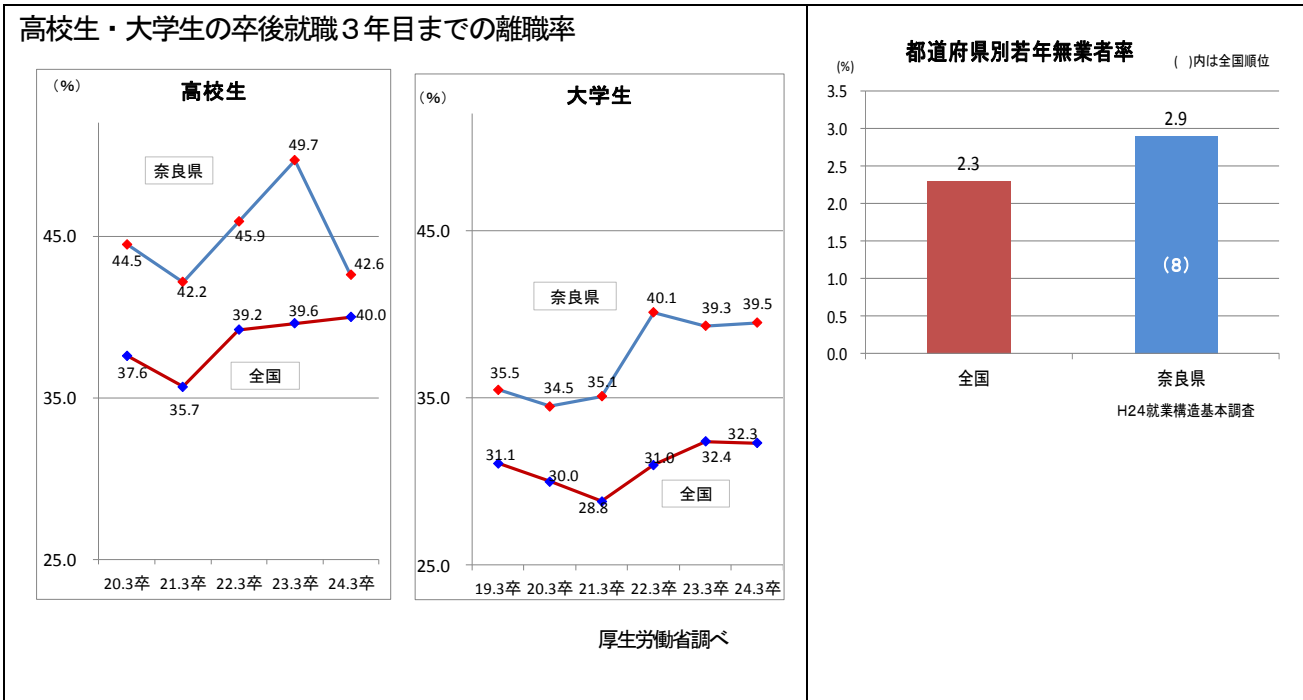 高校生・大学生の卒後就職３年目までの離職率
（%）
高校生
49.7
奈良県
45.0
44.5
45.9
42.6
42.2
39.2
39.6
40.0
37.6
全国
35.0
35.7
25.0
20.3卒 21.3卒 22.3卒 23.3卒 24.3卒
（%）
大学生
45.0
奈良県
40.1
39.3
39.5
35.5
34.5
35.1
35.0
31.1
30.0
28.8
31.0
32.4
32.3
全国
25.0
19.3卒 20.3卒 21.3卒 22.3卒 23.3卒 24.3卒
厚生労働省調べ
都道府県別若年無業者率
( )内は全国順位
(%)
3.5
3.0
2.5
2.0
1.5
1.0
0.5
0.0
2.3
2.9
（8）
全国
奈良県
H24就業構造基本調査